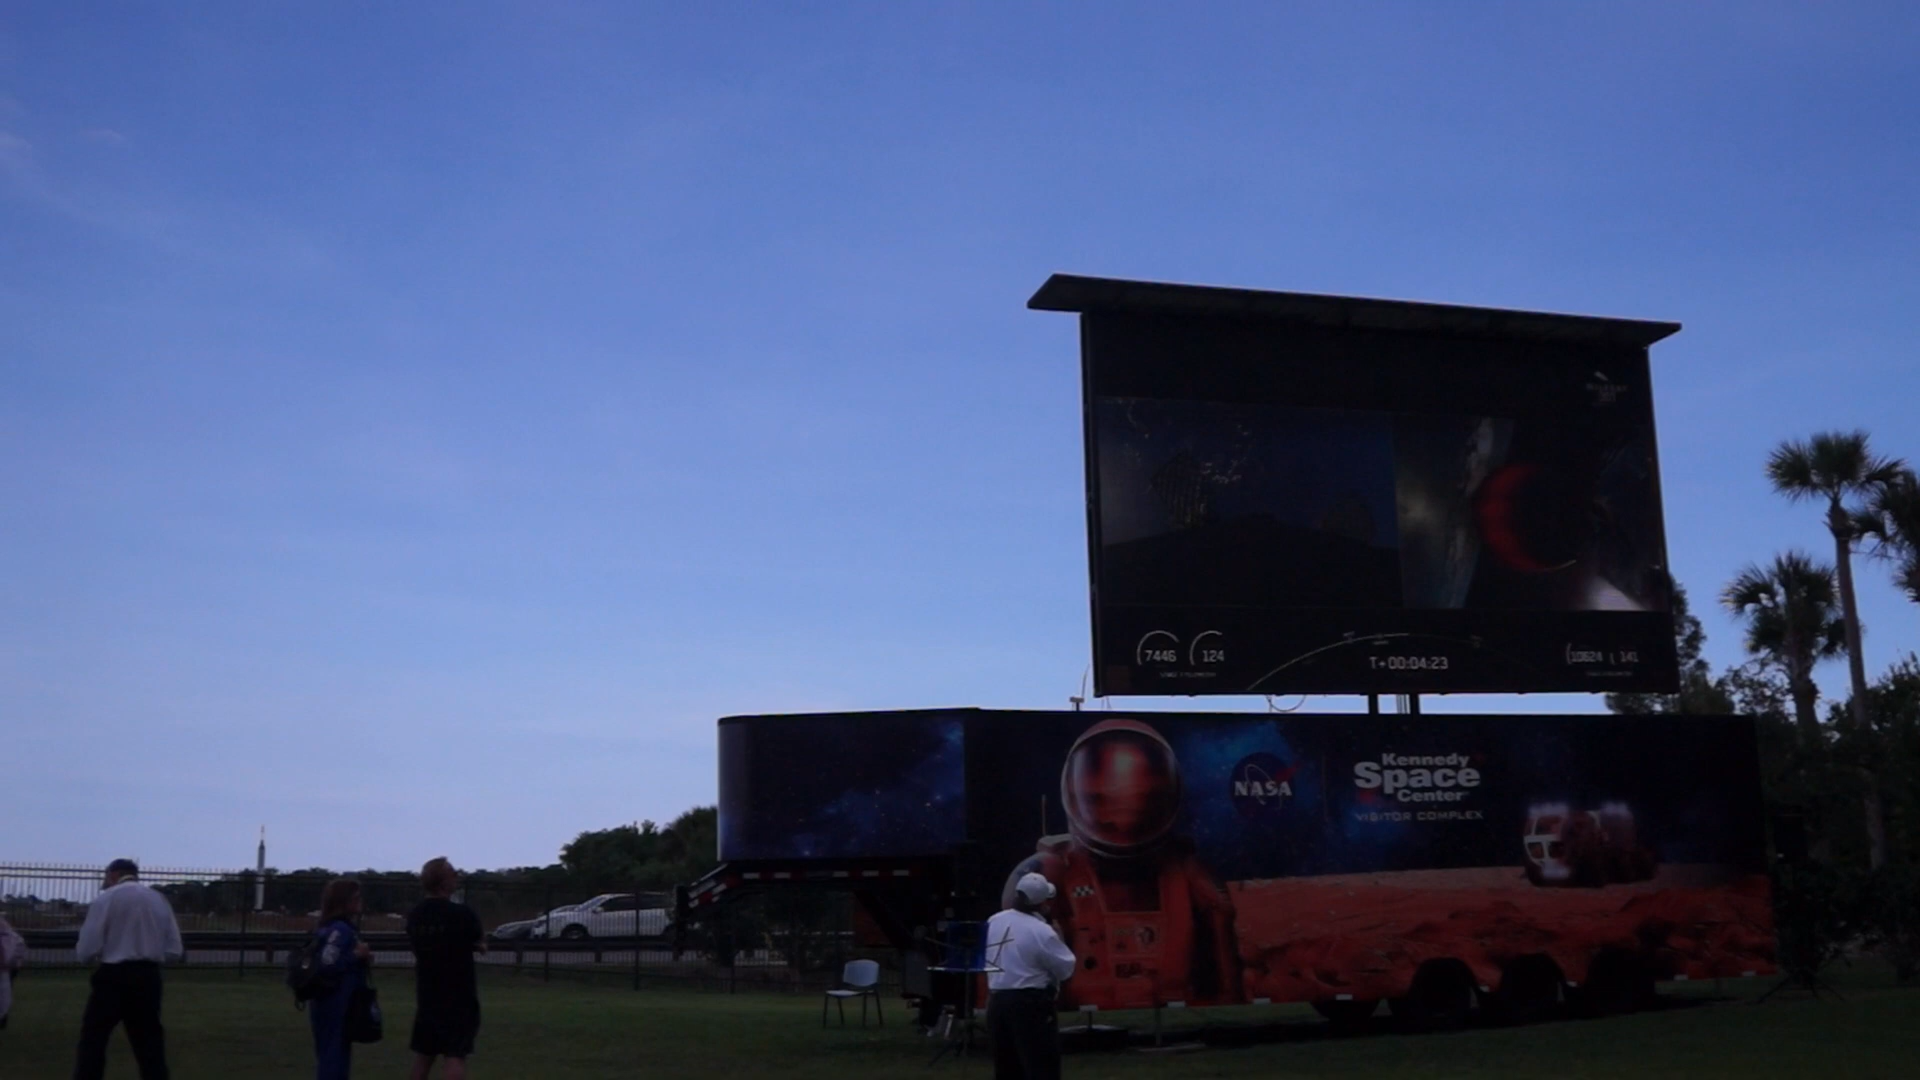 7446
124
T+00:04:23
10624
141
NASA
Kennedy
Space
Center
VISITOR COMPLEX